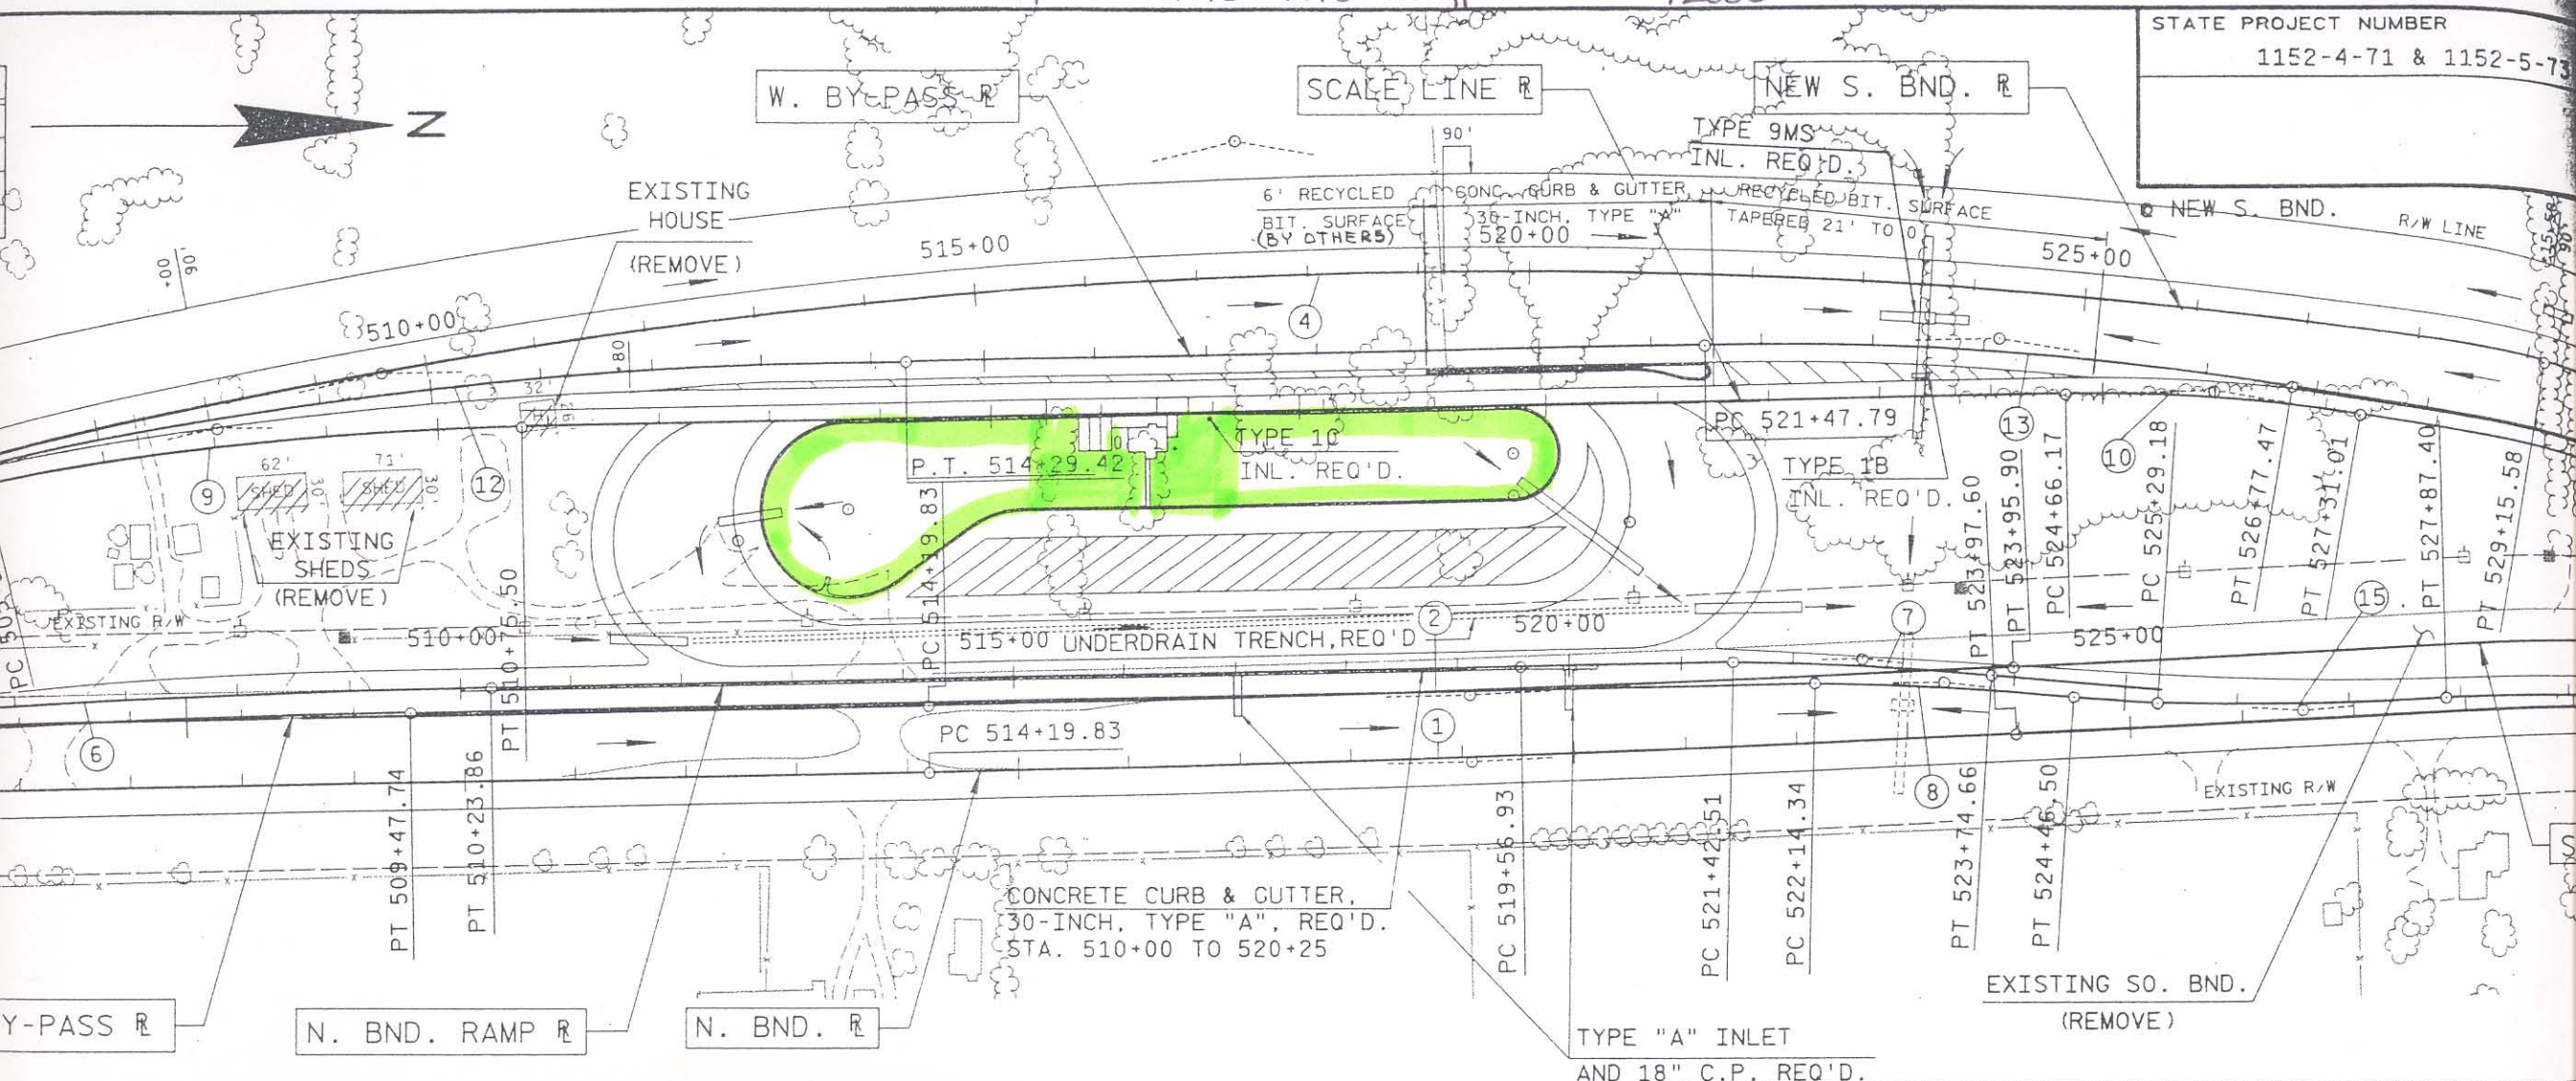 STATE PROJECT NUMBER
1152-4-71 & 1152-5-73
W. BY-PASS ⅊
SCALE LINE ⅊
NEW S. BND. ⅊
N
90'
TYPE 9MS
INL. REQ'D.
EXISTING
HOUSE
(REMOVE)
6' RECYCLED
BIT. SURFACE
(BY OTHERS)
CONC. CURB & GUTTER,
30-INCH, TYPE "A"
RECYCLED BIT. SURFACE
TAPERED 21' TO 0
NEW S. BND.
R/W LINE
+00
90'
515+00
520+00
525+00
510+00
4
+80
32'
26'
H
PC 521+47.79
13
10
9
62'
71'
SHED
30'
SHED
30'
12
P.T. 514+29.42
TYPE 10
INL. REQ'D.
TYPE 1B
INL. REQ'D.
EXISTING
SHEDS
(REMOVE)
EXISTING R/W
510+00
PT 510+75.50
PC 514+19.83
515+00 UNDERDRAIN TRENCH, REQ'D
2
520+00
7
525+00
15
PT 523+97.60
PT 523+95.90
PC 524+66.17
PC 525+29.18
PT 526+77.47
PT 527+31.01
PT 527+87.40
PT 529+15.58
6
PC 514+19.83
1
8
EXISTING R/W
PT 509+47.74
PT 510+23.86
PC 519+56.93
PC 521+42.51
PC 522+14.34
PT 523+74.66
PT 524+46.50
CONCRETE CURB & GUTTER,
30-INCH, TYPE "A", REQ'D.
STA. 510+00 TO 520+25
EXISTING SO. BND.
(REMOVE)
Y-PASS ⅊
N. BND. RAMP ⅊
N. BND. ⅊
TYPE "A" INLET
AND 18" C.P. REQ'D.